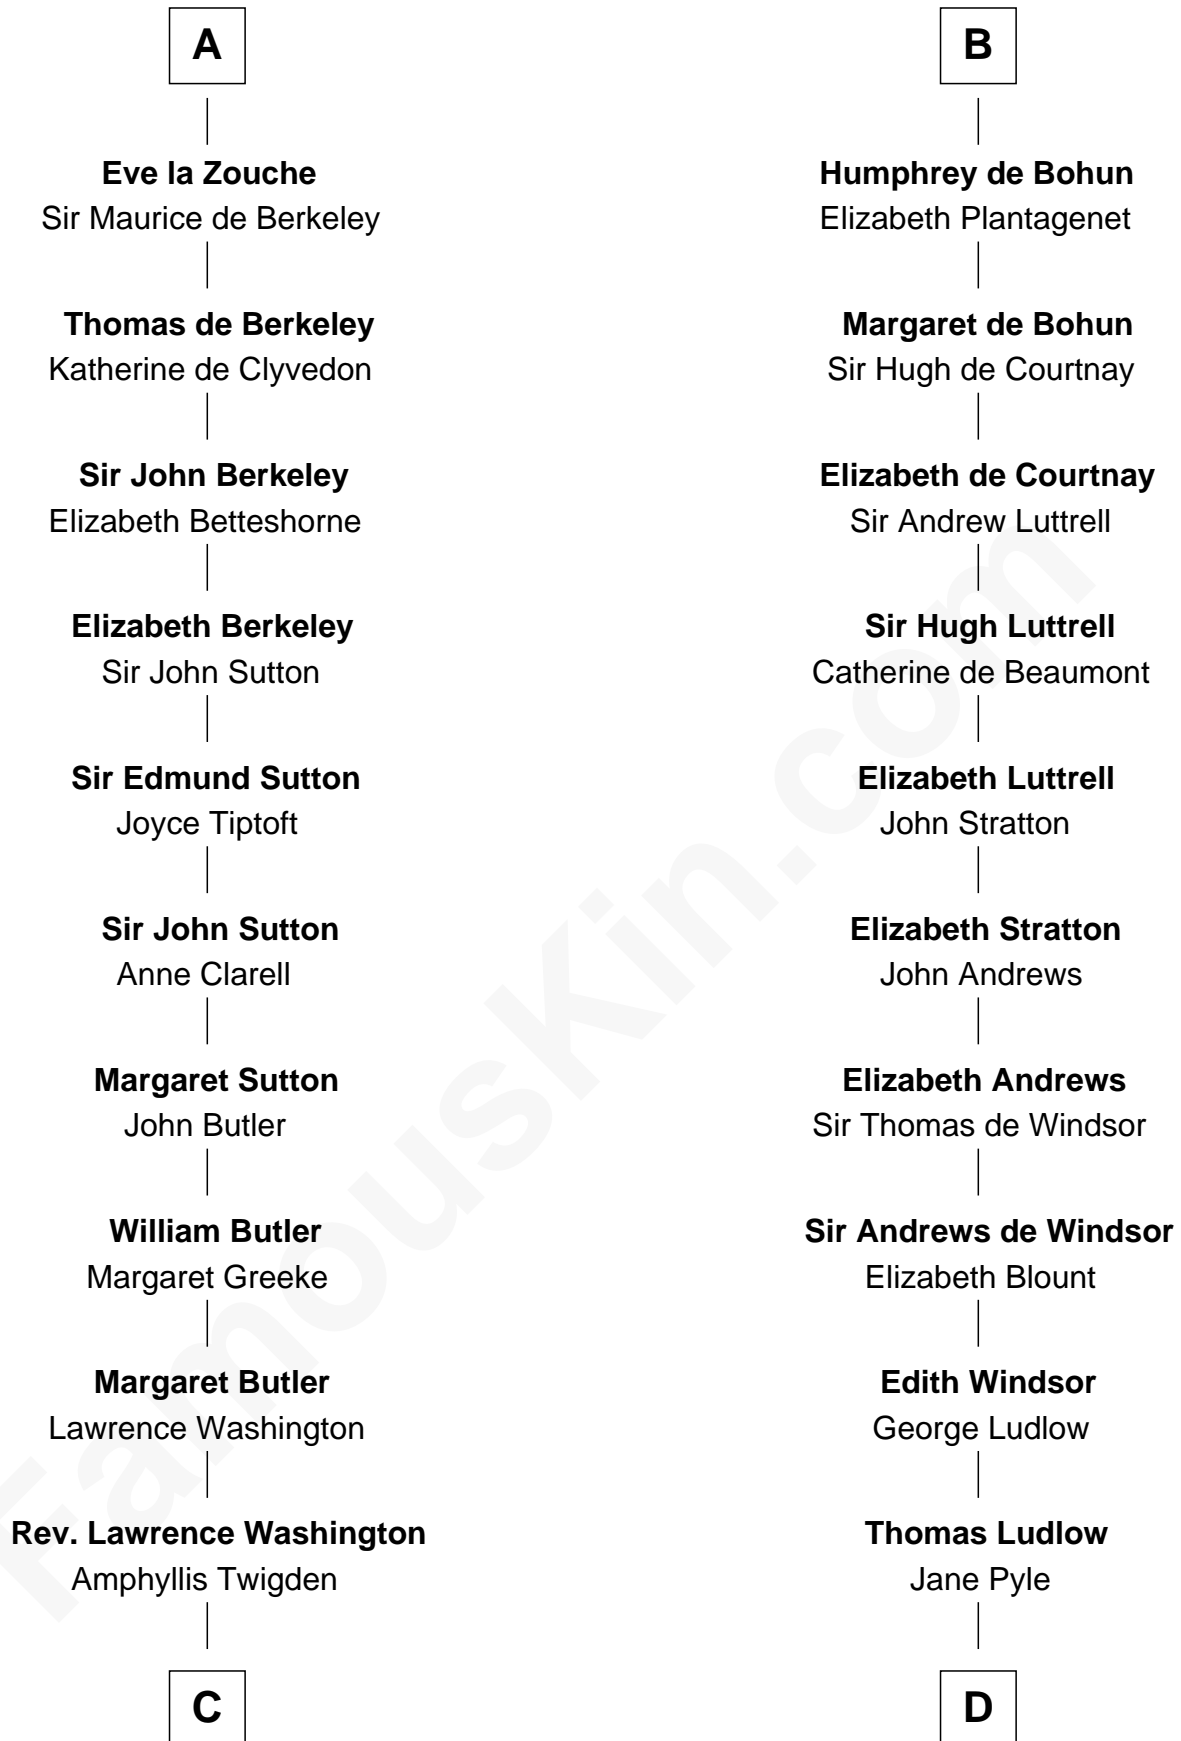 A
Eve la Zouche
Sir Maurice de Berkeley
Thomas de Berkeley
Katherine de Clyvedon
Sir John Berkeley
Elizabeth Betteshorne
Elizabeth Berkeley
Sir John Sutton
Sir Edmund Sutton
Joyce Tiptoft
Sir John Sutton
Anne Clarell
Margaret Sutton
John Butler
William Butler
Margaret Greeke
Margaret Butler
Lawrence Washington
Rev. Lawrence Washington
Amphyllis Twigden
C
B
Humphrey de Bohun
Elizabeth Plantagenet
Margaret de Bohun
Sir Hugh de Courtnay
Elizabeth de Courtnay
Sir Andrew Luttrell
Sir Hugh Luttrell
Catherine de Beaumont
Elizabeth Luttrell
John Stratton
Elizabeth Stratton
John Andrews
Elizabeth Andrews
Sir Thomas de Windsor
Sir Andrews de Windsor
Elizabeth Blount
Edith Windsor
George Ludlow
Thomas Ludlow
Jane Pyle
D
FamousKin.com